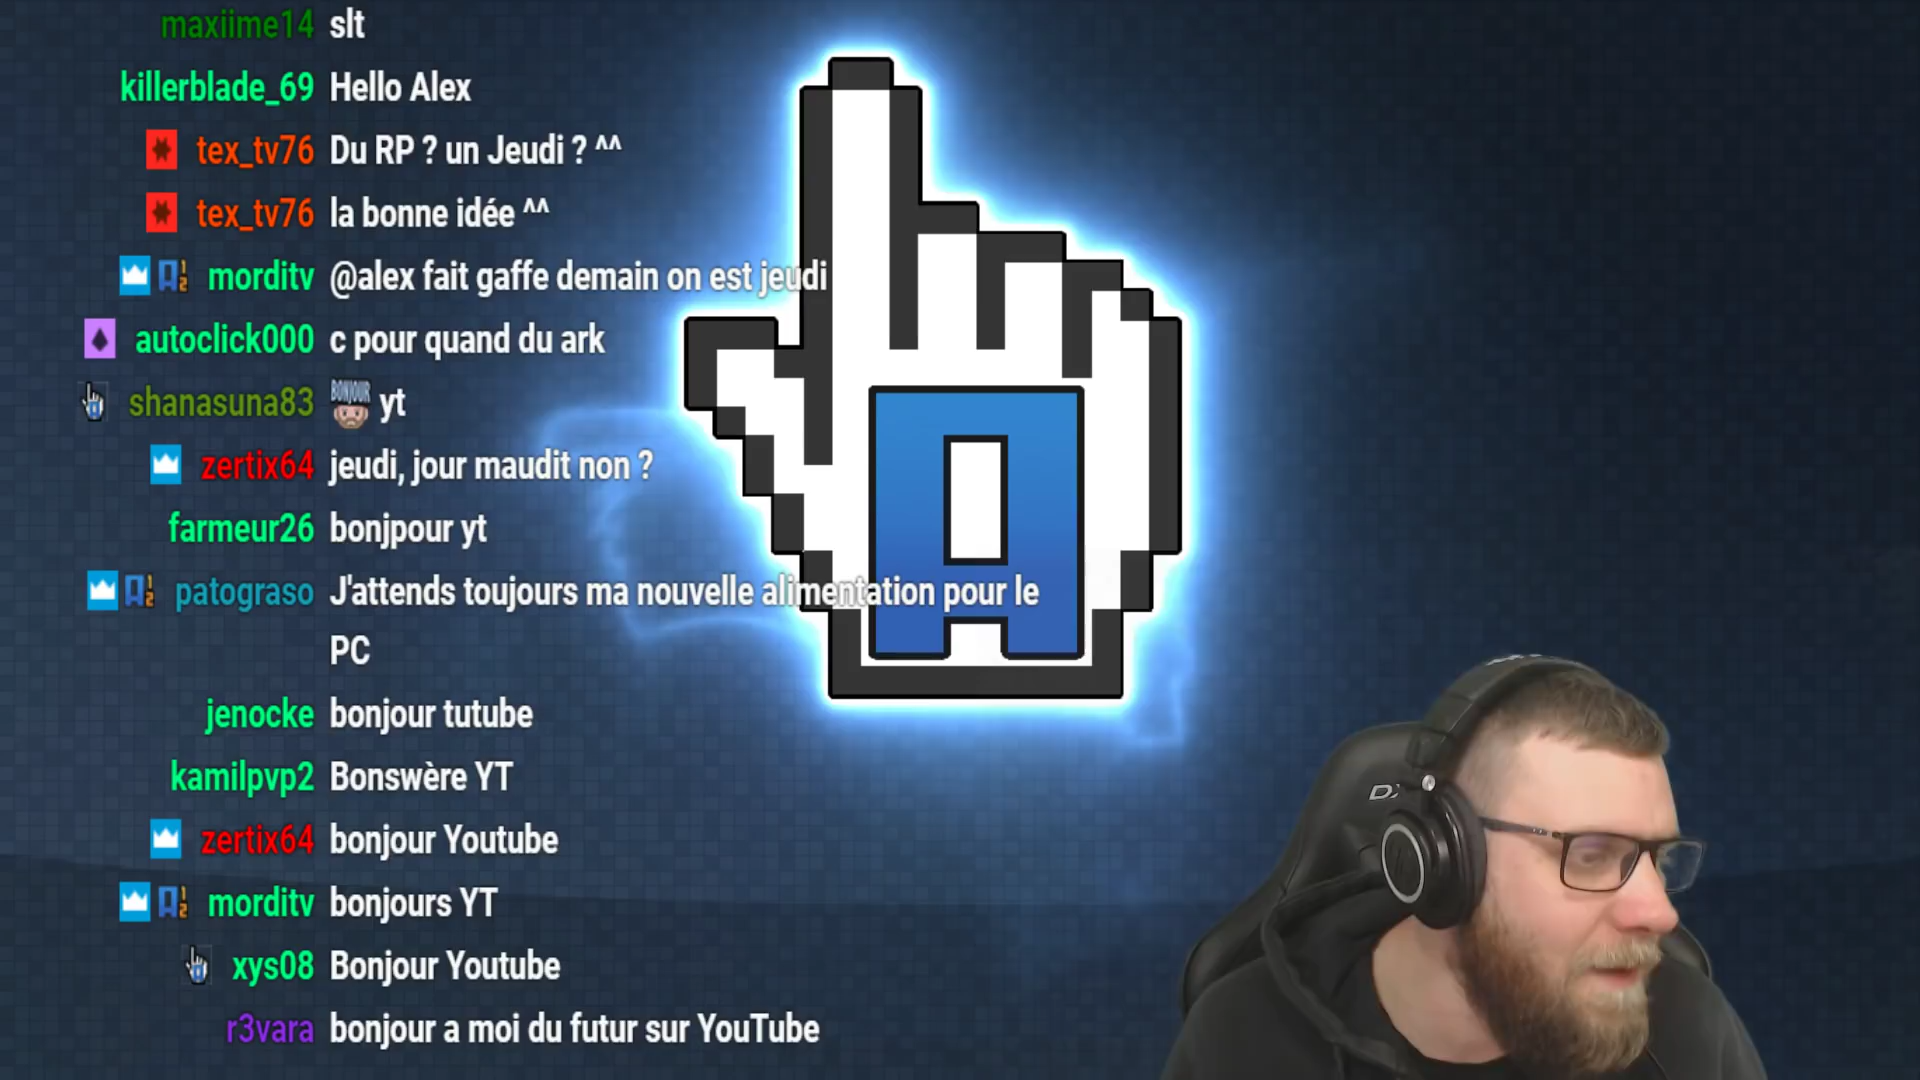 maxiime14 slt
killerblade_69 Hello Alex
tex_tv76 Du RP ? un Jeudi ? ^^
tex_tv76 la bonne idée ^^
morditv @alex fait gaffe demain on est jeudi
autoclick000 c pour quand du ark
shanasuna83 BONJOUR yt
zertix64 jeudi, jour maudit non ?
farmeur26 bonjpour yt
patograso J'attends toujours ma nouvelle alimentation pour le
PC
jenocke bonjour tutube
kamilpvp2 Bonswère YT
zertix64 bonjour Youtube
morditv bonjours YT
xys08 Bonjour Youtube
r3vara bonjour a moi du futur sur YouTube
A